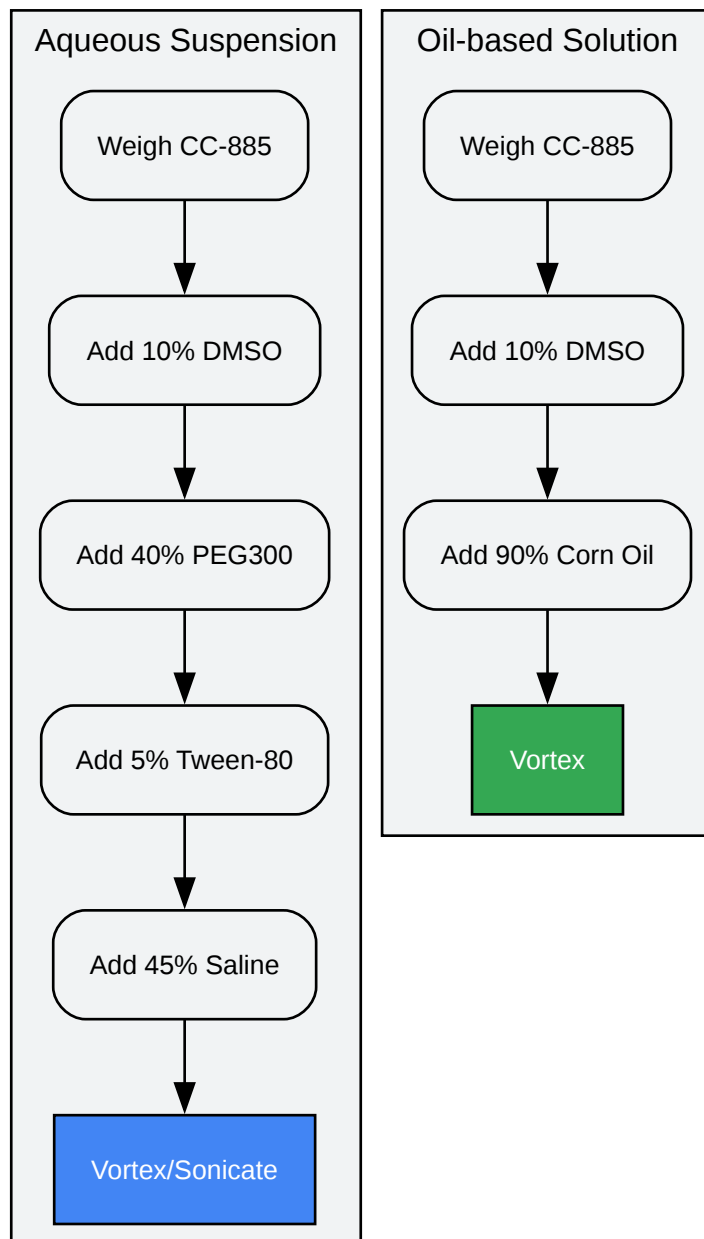 Aqueous Suspension
Weigh CC-885
Add 10% DMSO
Add 40% PEG300
Add 5% Tween-80
Add 45% Saline
Vortex/Sonicate
Oil-based Solution
Weigh CC-885
Add 10% DMSO
Add 90% Corn Oil
Vortex